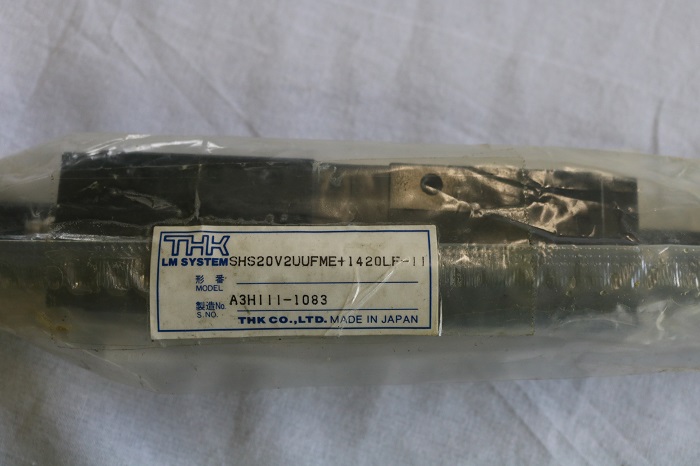 THK
LM SYSTEM SHS20V2UUFME+1420LF-11
形番
MODEL
製造No. A3H111-1083
S.NO.
THK CO.,LTD. MADE IN JAPAN